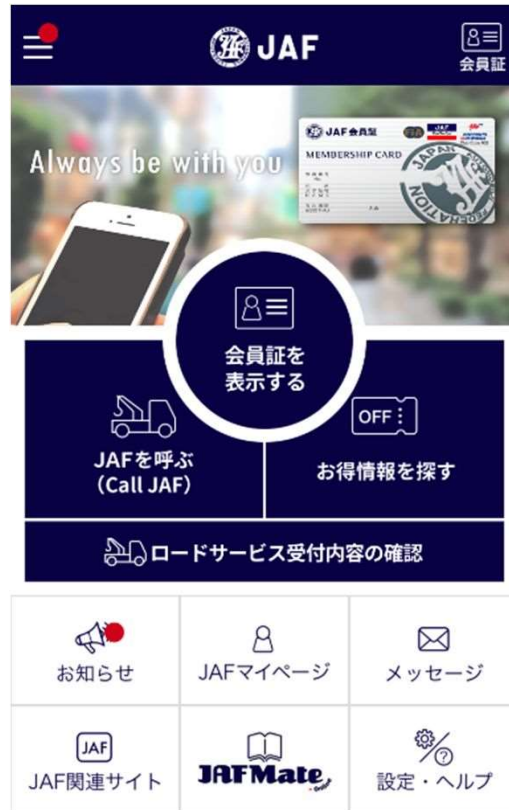 JAF
会員証
Always be with you
JAF会員証
MEMBERSHIP CARD
JAPAN AUTOMOBILE FEDERATION
会員証を
表示する
JAFを呼ぶ
(Call JAF)
OFF
お得情報を探す
ロードサービス受付内容の確認
お知らせ
JAFマイページ
メッセージ
JAF
JAF関連サイト
JAFMate
設定・ヘルプ